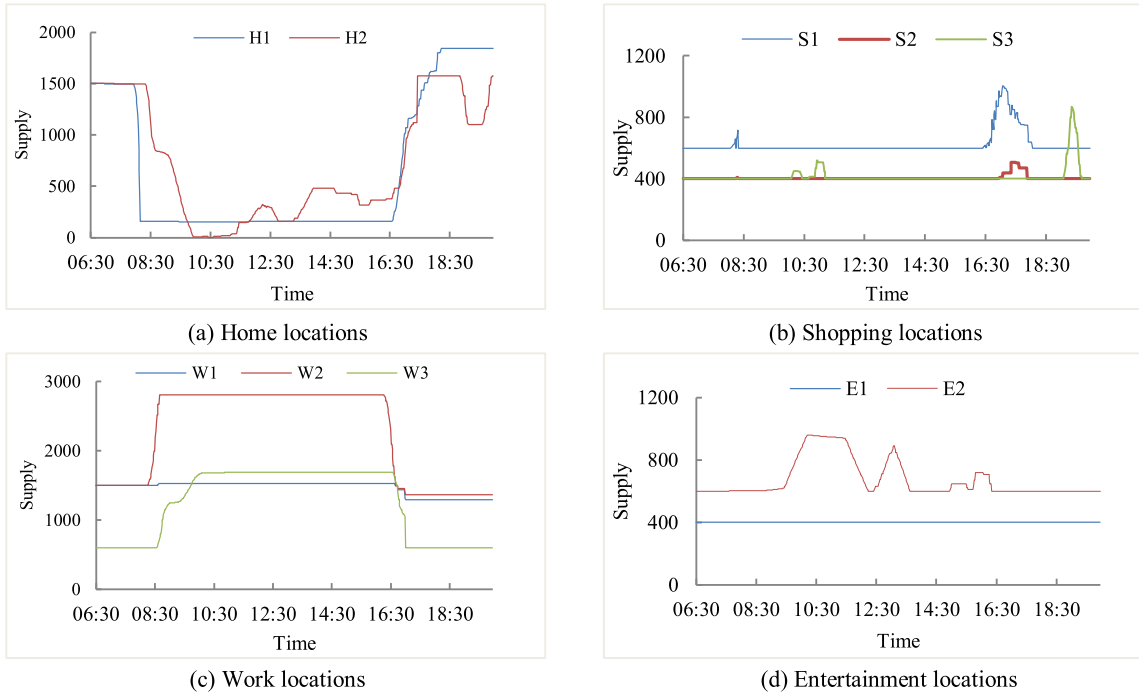 H1 H2
2000
1500
1000
500
0
Supply
06:30 08:30 10:30 12:30 14:30 16:30 18:30
Time
(a) Home locations
S1 S2 S3
1200
800
400
0
Supply
06:30 08:30 10:30 12:30 14:30 16:30 18:30
Time
(b) Shopping locations
W1 W2 W3
3000
2000
1000
0
Supply
06:30 08:30 10:30 12:30 14:30 16:30 18:30
Time
(c) Work locations
E1 E2
1200
800
400
0
Supply
06:30 08:30 10:30 12:30 14:30 16:30 18:30
Time
(d) Entertainment locations